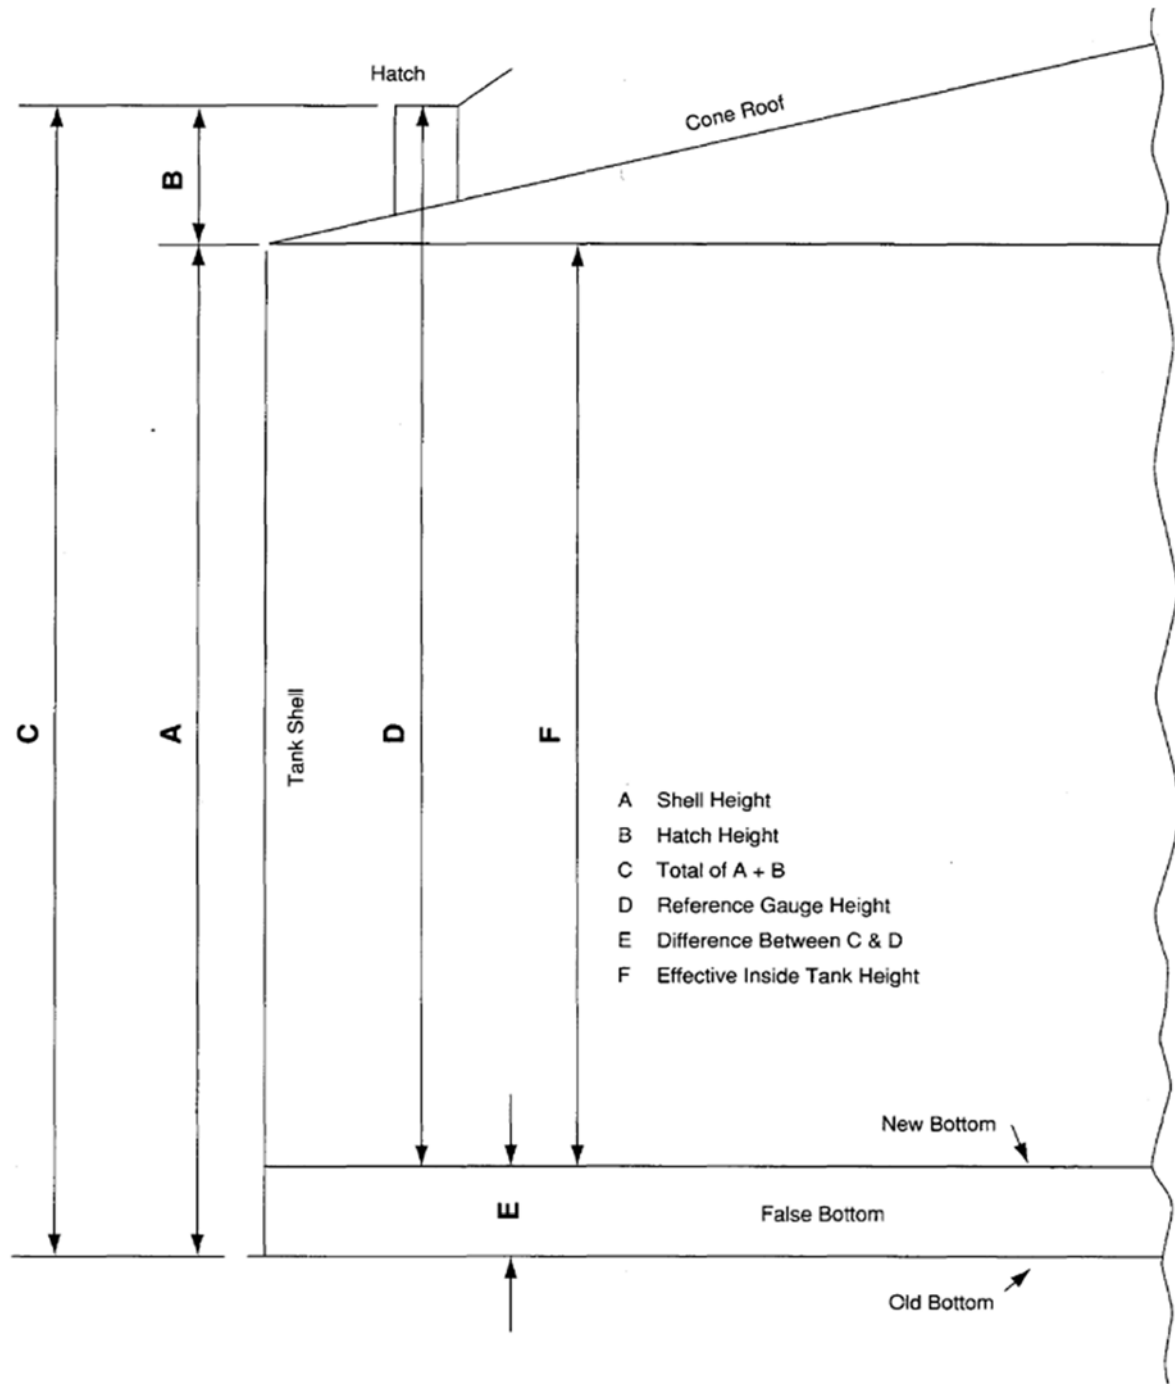 Hatch
Cone Roof
B
C
A
Tank Shell
D
F
A Shell Height
B Hatch Height
C Total of A + B
D Reference Gauge Height
E Difference Between C & D
F Effective Inside Tank Height
New Bottom
E
False Bottom
Old Bottom